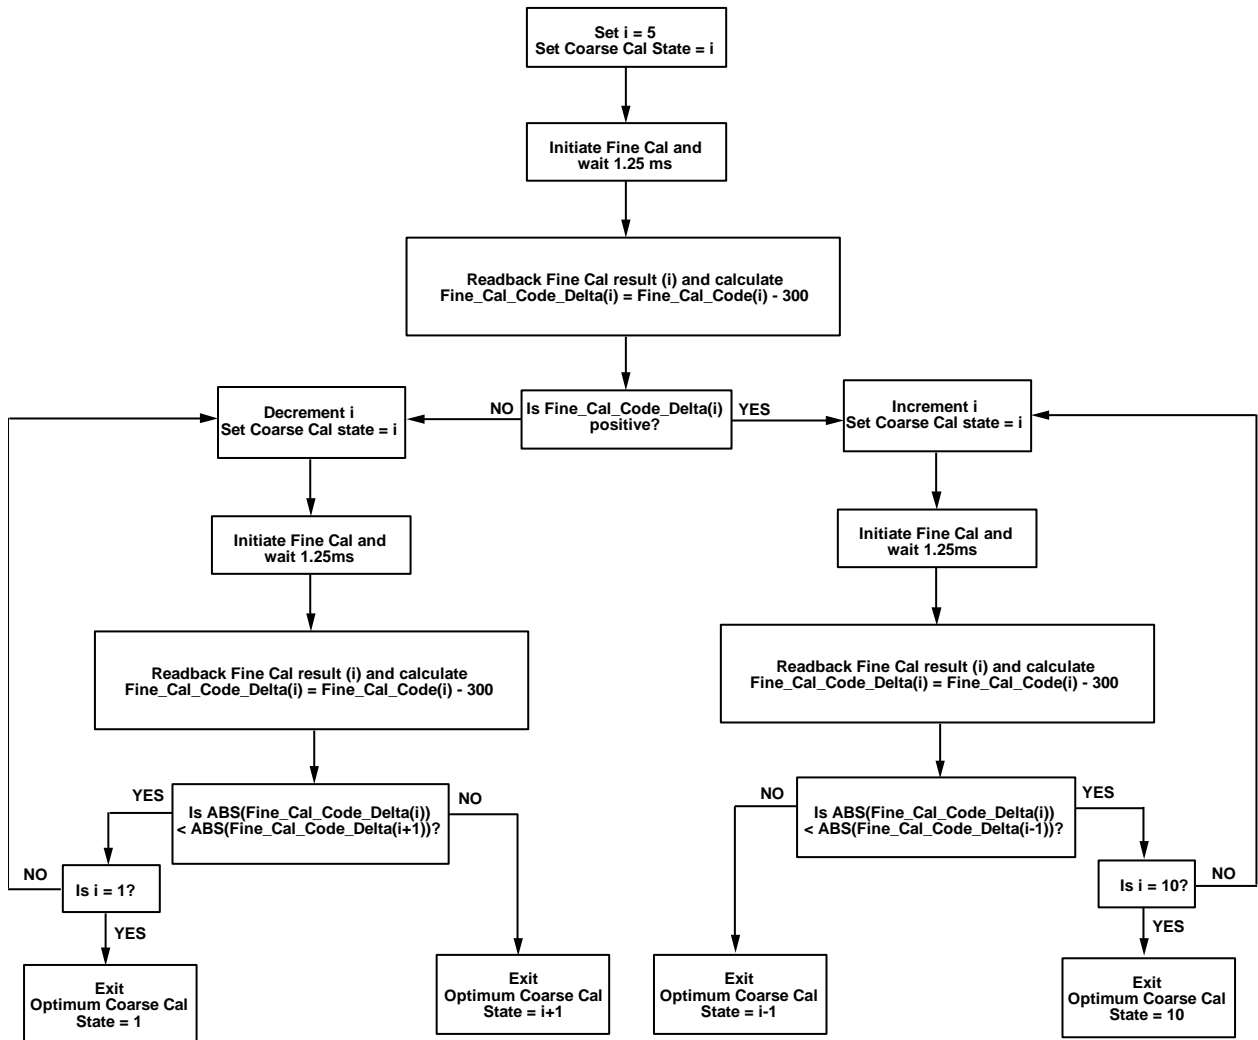 Set i = 5
Set Coarse Cal State = i
Initiate Fine Cal and
wait 1.25 ms
Readback Fine Cal result (i) and calculate
Fine_Cal_Code_Delta(i) = Fine_Cal_Code(i) - 300
Is Fine_Cal_Code_Delta(i)
positive?
NO
YES
Decrement i
Set Coarse Cal state = i
Initiate Fine Cal and
wait 1.25ms
Readback Fine Cal result (i) and calculate
Fine_Cal_Code_Delta(i) = Fine_Cal_Code(i) - 300
Is ABS(Fine_Cal_Code_Delta(i))
< ABS(Fine_Cal_Code_Delta(i+1))?
YES
NO
Is i = 1?
NO
YES
Exit
Optimum Coarse Cal
State = 1
Exit
Optimum Coarse Cal
State = i+1
Increment i
Set Coarse Cal state = i
Initiate Fine Cal and
wait 1.25ms
Readback Fine Cal result (i) and calculate
Fine_Cal_Code_Delta(i) = Fine_Cal_Code(i) - 300
Is ABS(Fine_Cal_Code_Delta(i))
< ABS(Fine_Cal_Code_Delta(i-1))?
NO
YES
Exit
Optimum Coarse Cal
State = i-1
Is i = 10?
NO
YES
Exit
Optimum Coarse Cal
State = 10